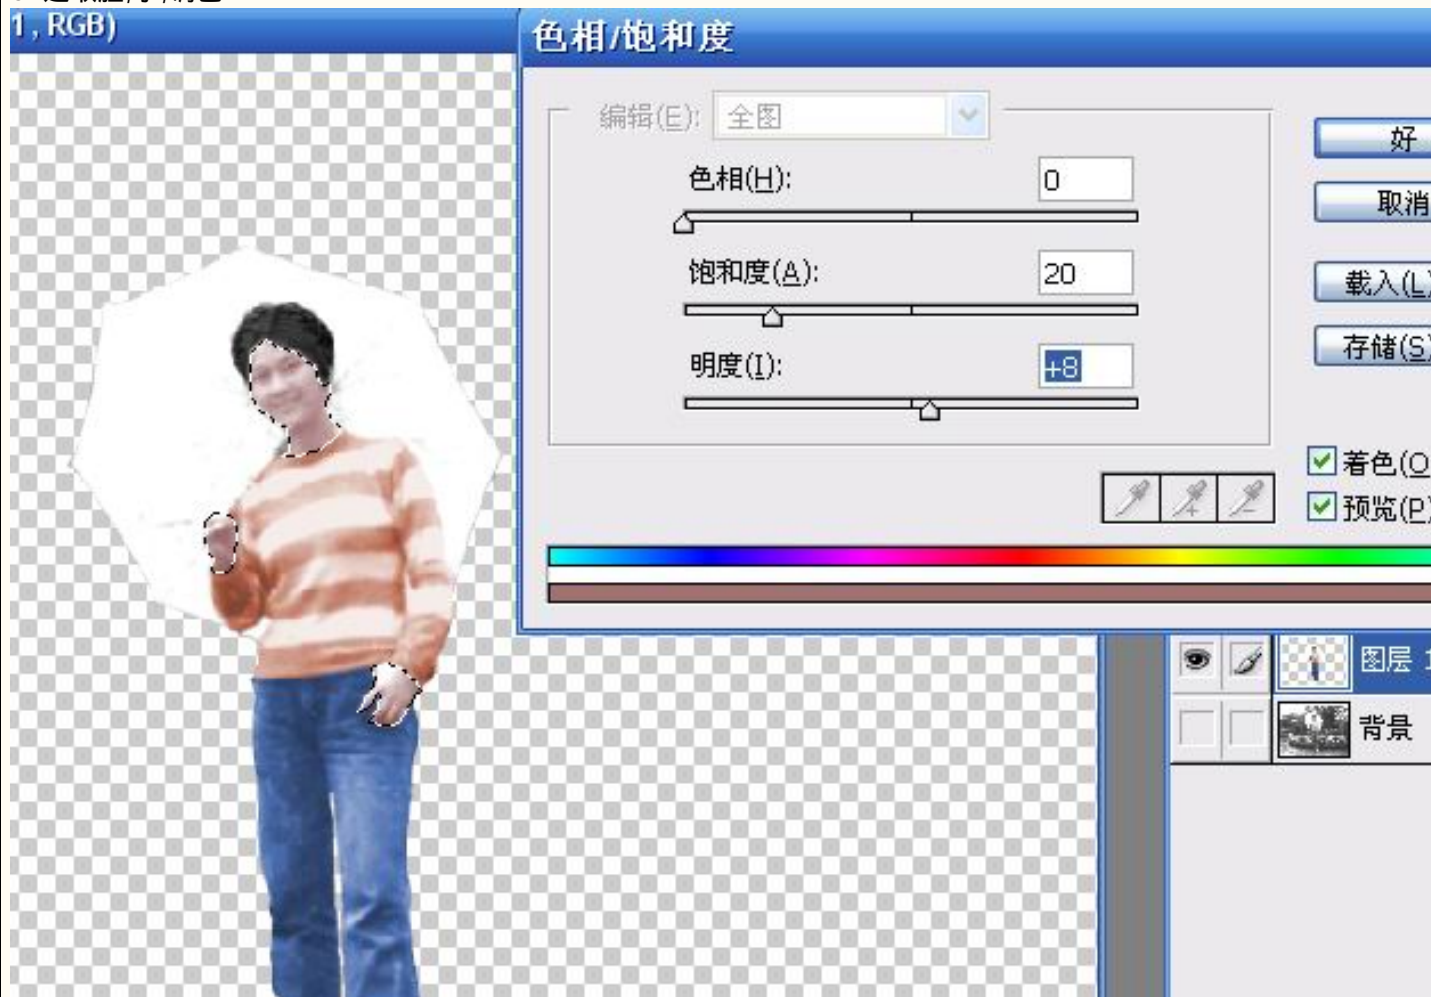 1, RGB)
色相/饱和度
编辑(E): 全图
好
色相(H): 0
取消
饱和度(A): 20
载入(L)
存储(S)
明度(I): +8
着色(O
预览(P)
图层 1
背景